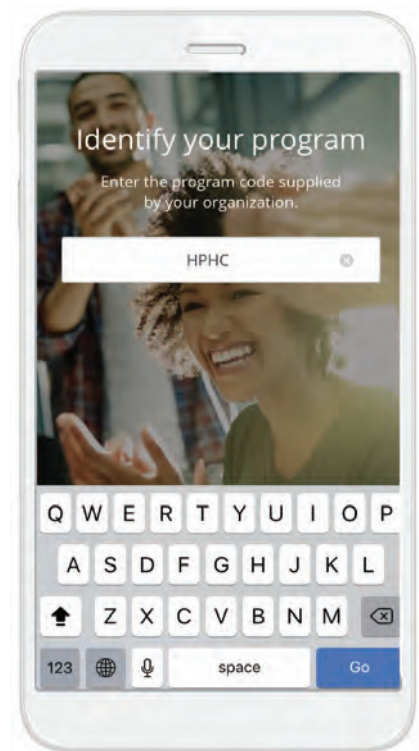 Identify your program
Enter the program code supplied
by your organization.
HPHC
Q W E R T Y U I O P
A S D F G H J K L
Z X C V B N M
123 space Go